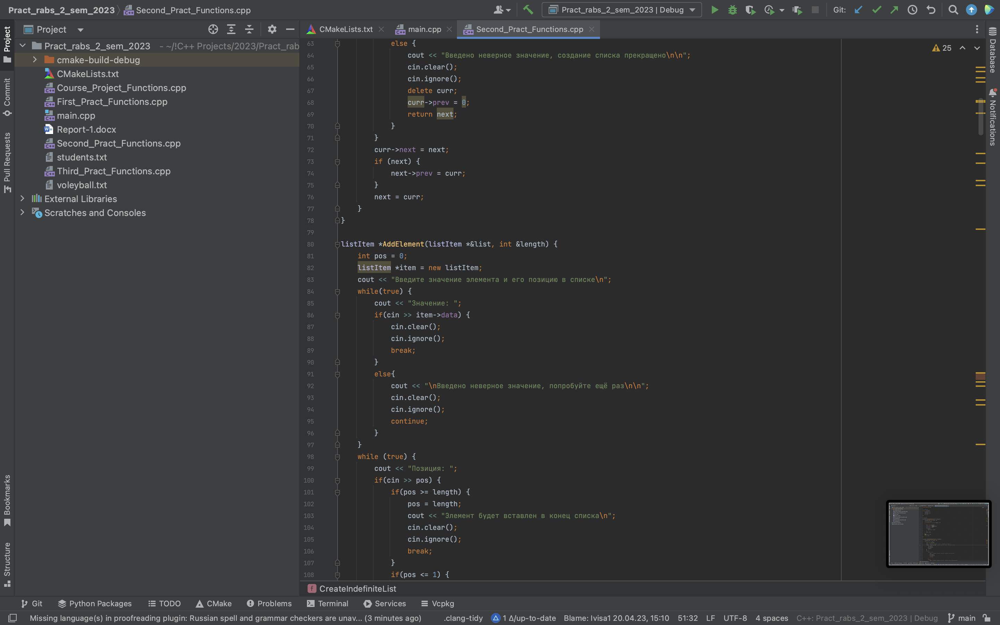 Pract_rabs_2_sem_2023 Second_Pract_Functions.cpp Pract_rabs_2_sem_2023 | Debug Git:
Project
CMakeLists.txt main.cpp Second_Pract_Functions.cpp
Pract_rabs_2_sem_2023 - ~/!C++ Projects/2023/Pract_rab
cmake-build-debug
CMakeLists.txt
Course_Project_Functions.cpp
First_Pract_Functions.cpp
main.cpp
Report-1.docx
Second_Pract_Functions.cpp
students.txt
Third_Pract_Functions.cpp
voleyball.txt
External Libraries
Scratches and Consoles
Project
Commit
Pull Requests
Bookmarks
Structure
25
Database
Notifications
63 else {
64 cout << "Введено неверное значение, создание списка прекращено\n\n";
65 cin.clear();
66 cin.ignore();
67 delete curr;
68 curr->prev = 0;
69 return next;
70 }
71 }
72 curr->next = next;
73 if (next) {
74 next->prev = curr;
75 }
76 next = curr;
77 }
78 }
79
80 listItem *AddElement(listItem *&list, int &length) {
81 int pos = 0;
82 listItem *item = new listItem;
83 cout << "Введите значение элемента и его позицию в списке\n";
84 while(true) {
85 cout << "Значение: ";
86 if(cin >> item->data) {
87 cin.clear();
88 cin.ignore();
89 break;
90 }
91 else{
92 cout << "\nВведено неверное значение, попробуйте ещё раз\n\n";
93 cin.clear();
94 cin.ignore();
95 continue;
96 }
97 }
98 while (true) {
99 cout << "Позиция: ";
100 if(cin >> pos) {
101 if(pos >= length) {
102 pos = length;
103 cout << "Элемент будет вставлен в конец списка\n";
104 cin.clear();
105 cin.ignore();
106 break;
107 }
108 if(pos <= 1) {
f CreateIndefiniteList
Git Python Packages TODO CMake Problems Terminal Services Vcpkg
Missing language(s) in proofreading plugin: Russian spell and grammar checkers are unav... (3 minutes ago) .clang-tidy 1 Δ/up-to-date Blame: Ivisa1 20.04.23, 15:10 51:32 LF UTF-8 4 spaces C++: Pract_rabs_2_sem_2023 | Debug main